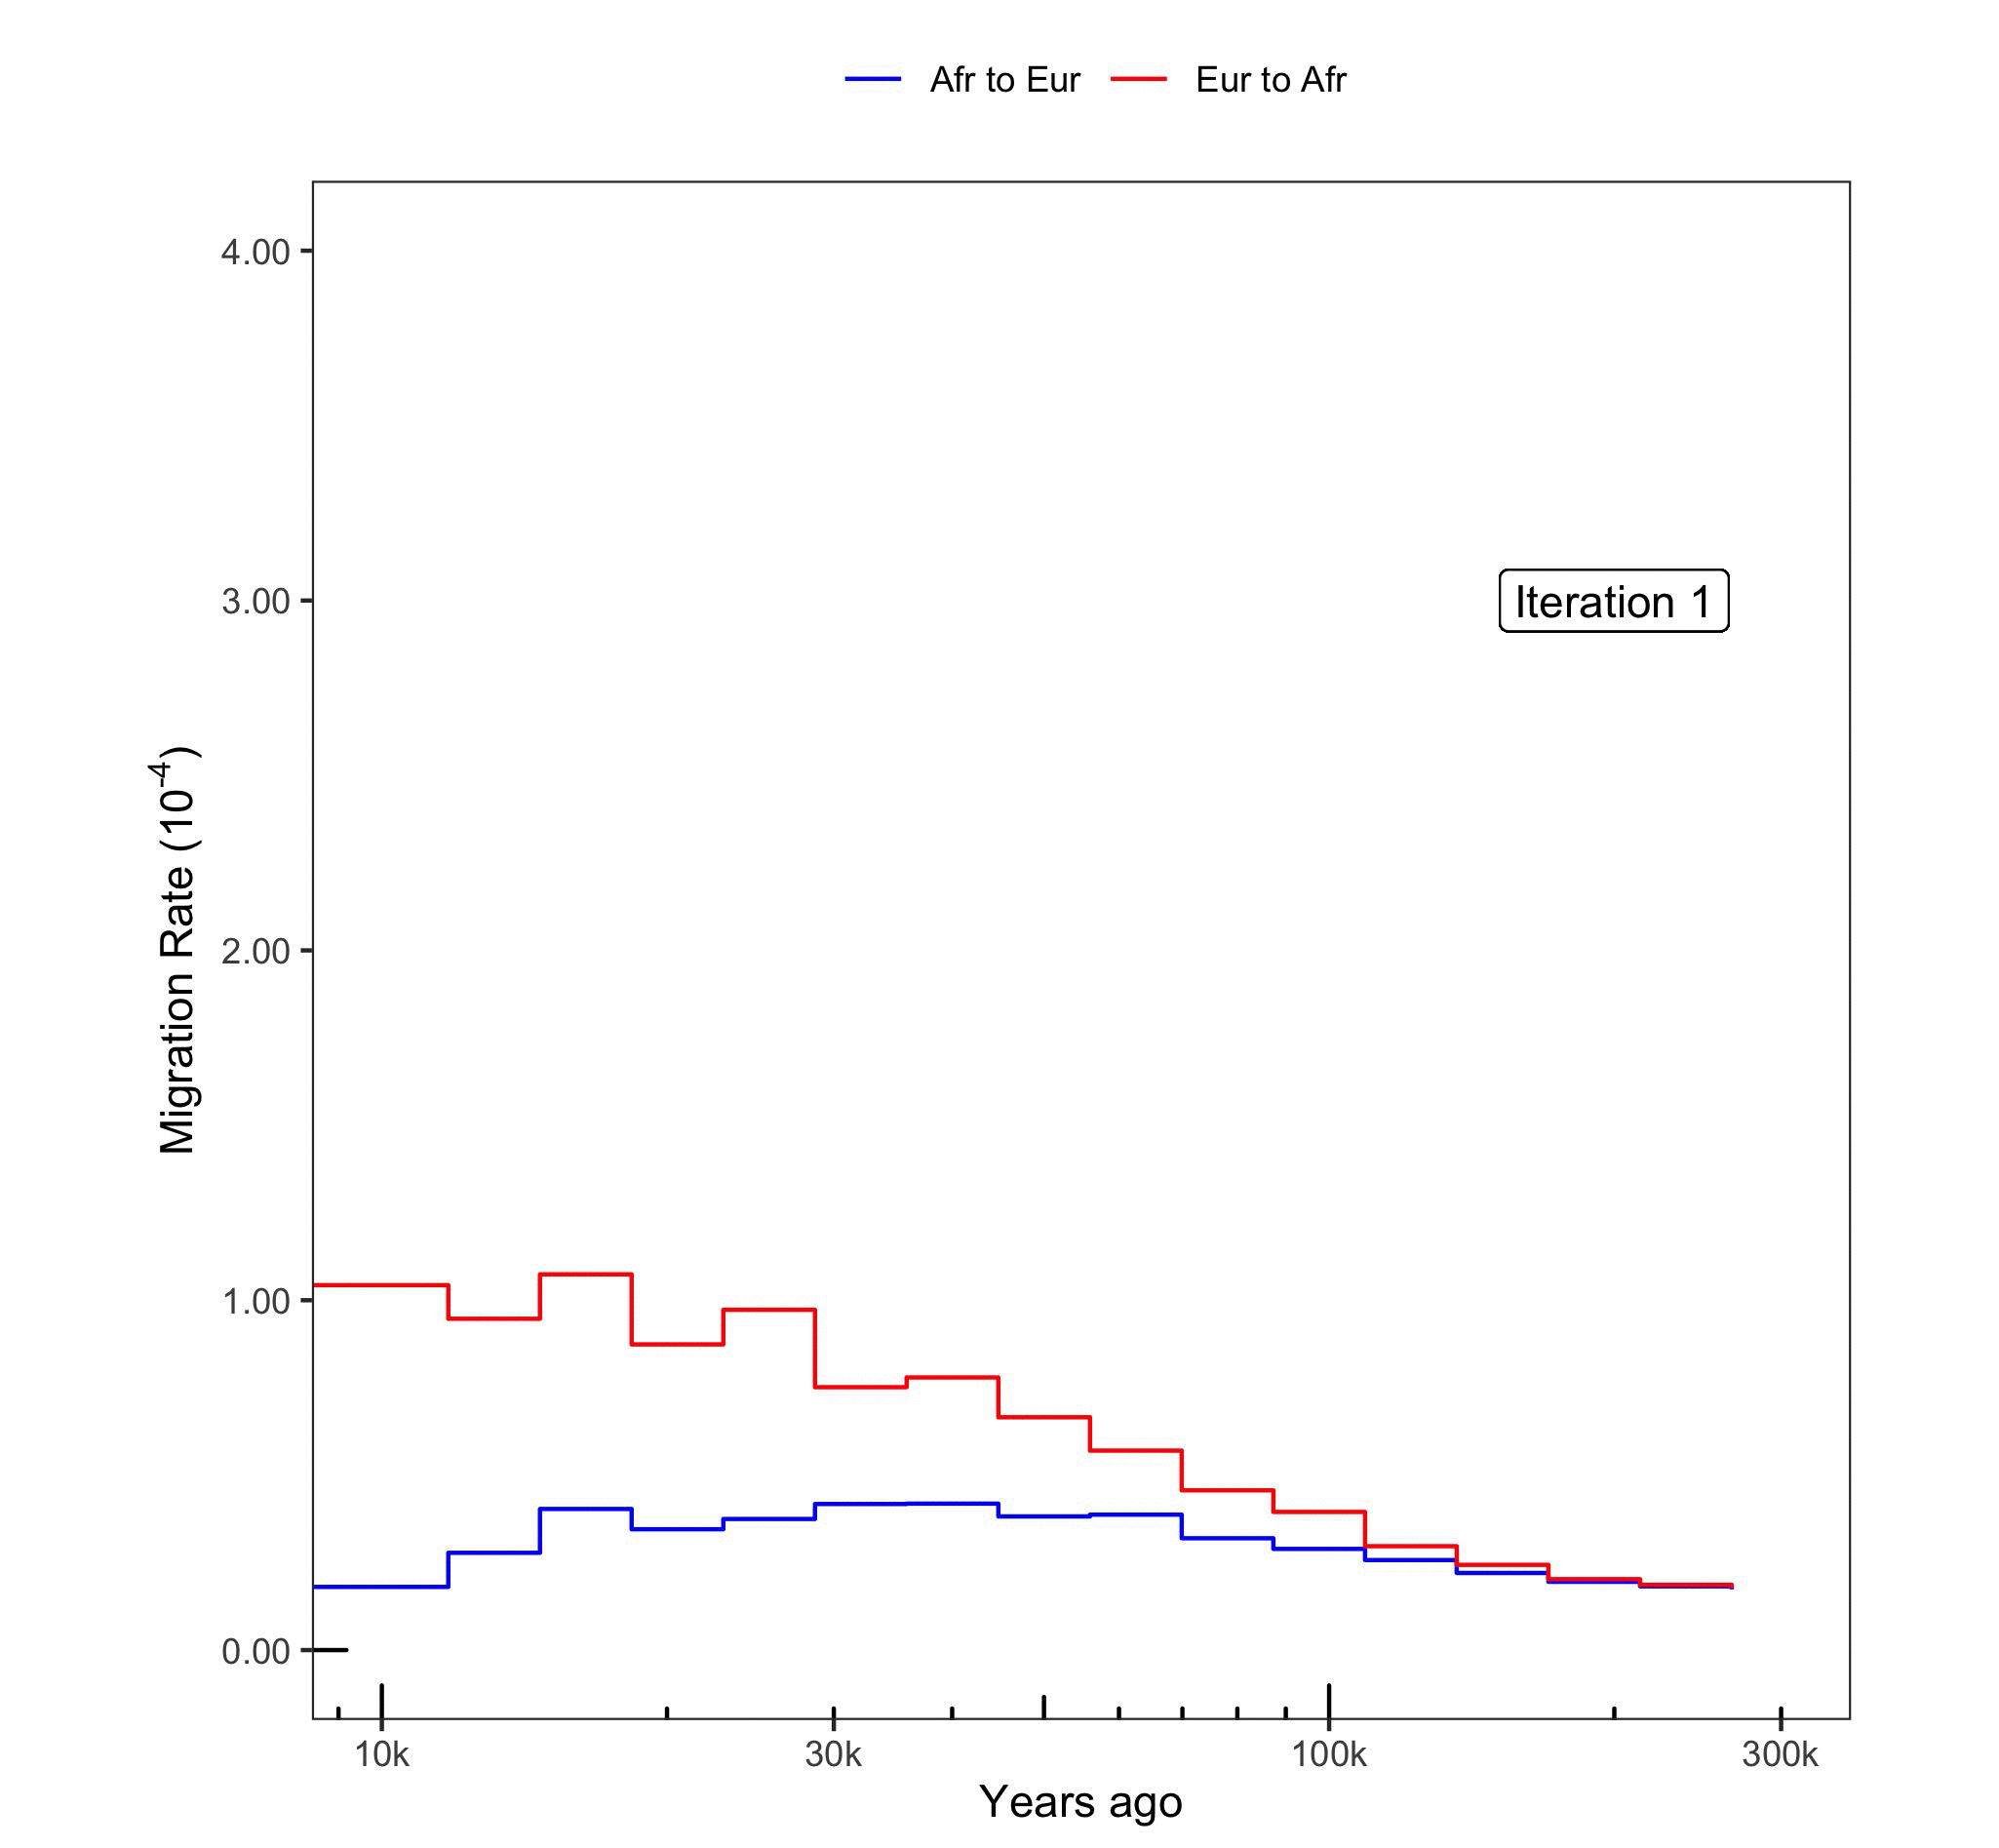 Afr to Eur Eur to Afr
4.00
3.00
2.00
1.00
0.00
Iteration 1
Migration Rate (10⁻⁴)
10k 30k 100k 300k
Years ago